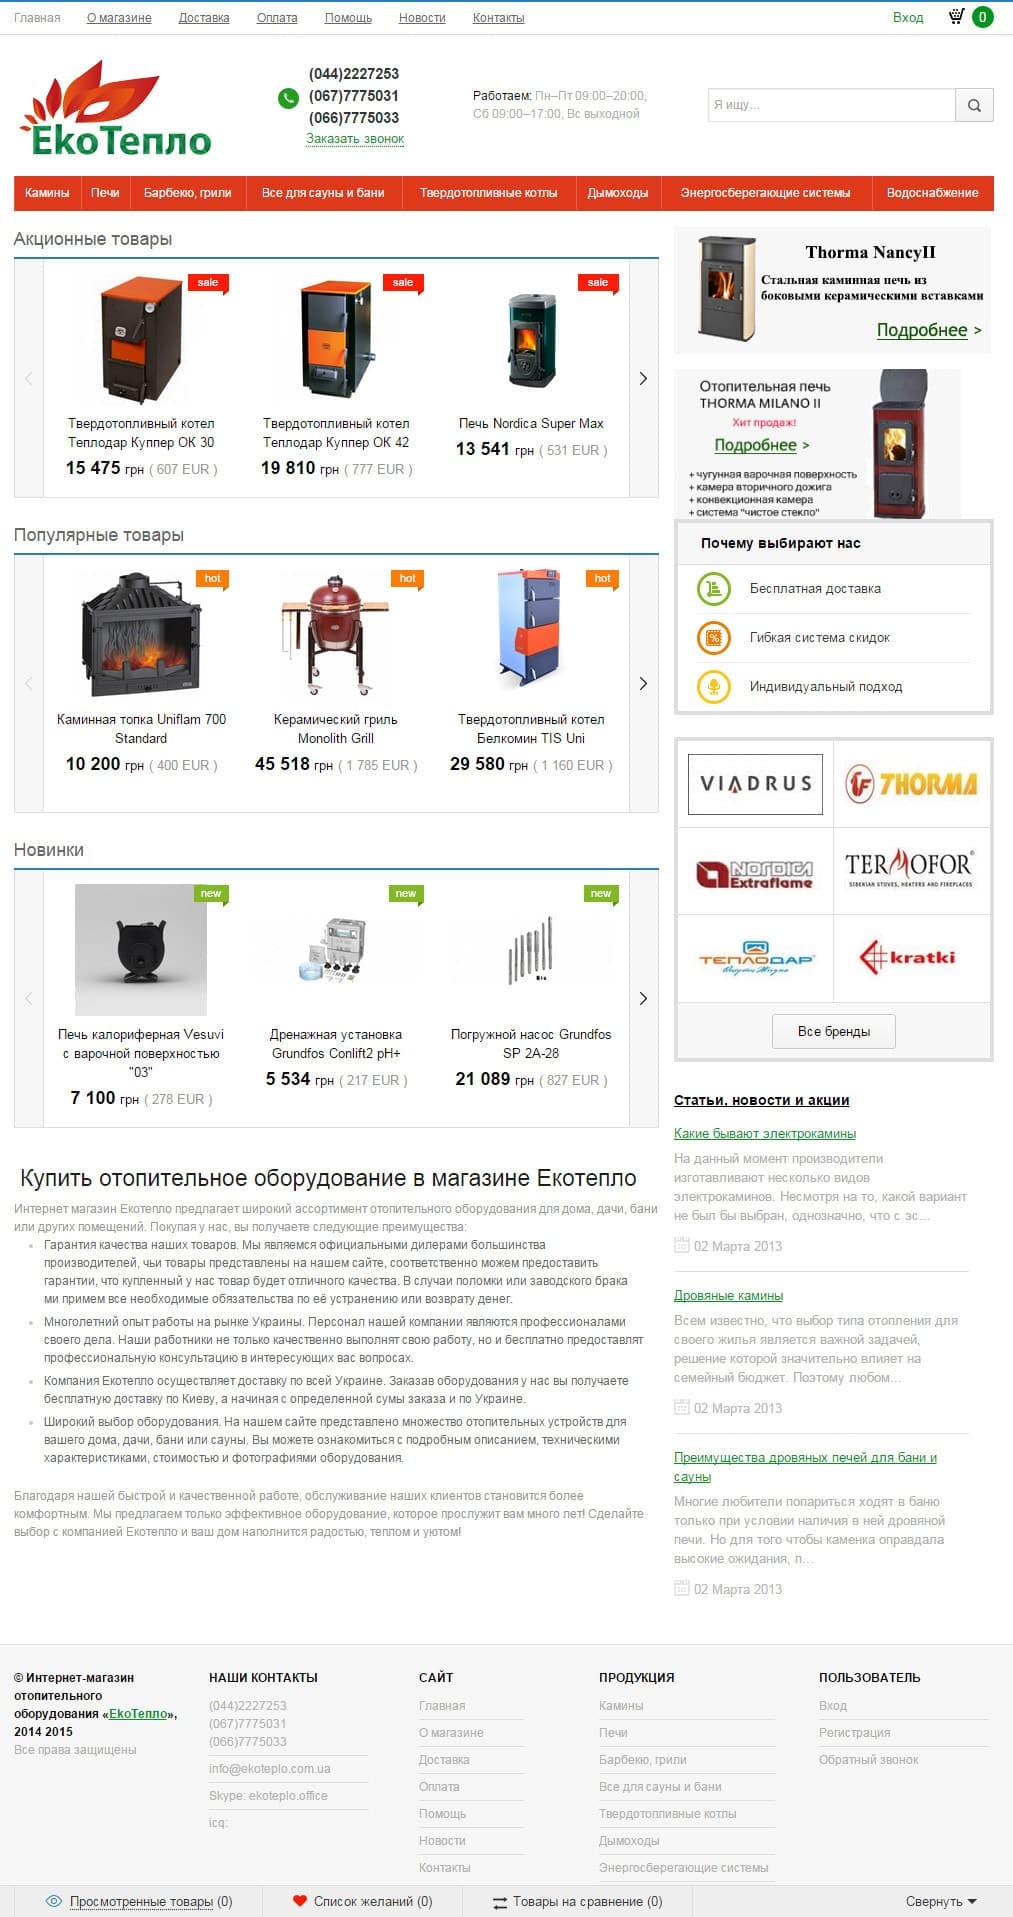 Главная О магазине Доставка Оплата Помощь Новости Контакты Вход 0
(044)2227253
(067)7775031
(066)7775033
Заказать звонок
Работаем: Пн–Пт 09:00–20:00,
Сб 09:00–17:00, Вс выходной
Я ищу...
ЕкоТепло
Камины Печи Барбекю, грили Все для сауны и бани Твердотопливные котлы Дымоходы Энергосберегающие системы Водоснабжение
Акционные товары
sale sale sale
Твердотопливный котел
Теплодар Куппер ОК 30
15 475 грн ( 607 EUR )
Твердотопливный котел
Теплодар Куппер ОК 42
19 810 грн ( 777 EUR )
Печь Nordica Super Max
13 541 грн ( 531 EUR )
Популярные товары
hot hot hot
Каминная топка Uniflam 700
Standard
10 200 грн ( 400 EUR )
Керамический гриль
Monolith Grill
45 518 грн ( 1 785 EUR )
Твердотопливный котел
Белкомин TIS Uni
29 580 грн ( 1 160 EUR )
Новинки
new new new
Печь калориферная Vesuvi
с варочной поверхностью
"03"
7 100 грн ( 278 EUR )
Дренажная установка
Grundfos Conlift2 pH+
5 534 грн ( 217 EUR )
Погружной насос Grundfos
SP 2A-28
21 089 грн ( 827 EUR )
Купить отопительное оборудование в магазине Екотепло
Интернет магазин Екотепло предлагает широкий ассортимент отопительного оборудования для дома, дачи, бани
или других помещений. Покупая у нас, вы получаете следующие преимущества:
Гарантия качества наших товаров. Мы являемся официальными дилерами большинства
производителей, чьи товары представлены на нашем сайте, соответственно можем предоставить
гарантии, что купленный у нас товар будет отличного качества. В случаи поломки или заводского брака
ми примем все необходимые обязательства по её устранению или возврату денег.
Многолетний опыт работы на рынке Украины. Персонал нашей компании являются профессионалами
своего дела. Наши работники не только качественно выполнят свою работу, но и бесплатно предоставлят
профессиональную консультацию в интересующих вас вопросах.
Компания Екотепло осуществляет доставку по всей Украине. Заказав оборудования у нас вы получаете
бесплатную доставку по Киеву, а начиная с определенной сумы заказа и по Украине.
Широкий выбор оборудования. На нашем сайте представлено множество отопительных устройств для
вашего дома, дачи, бани или сауны. Вы можете ознакомиться с подробным описанием, техническими
характеристиками, стоимостью и фотографиями оборудования.
Благодаря нашей быстрой и качественной работе, обслуживание наших клиентов становится более
комфортным. Мы предлагаем только эффективное оборудование, которое прослужит вам много лет! Сделайте
выбор с компанией Екотепло и ваш дом наполнится радостью, теплом и уютом!
Thorma NancyII
Стальная каминная печь из
боковыми керамическими вставками
Подробнее >
Отопительная печь
THORMA MILANO II
Хит продаж!
Подробнее >
+ чугунная варочная поверхность
+ камера вторичного дожига
+ конвекционная камера
+ система "чистое стекло"
Почему выбирают нас
Бесплатная доставка
Гибкая система скидок
Индивидуальный подход
VIADRUS
THORMA
NORDICA
Extraflame
TERMOFOR
SIBERIAN STOVES, HEATERS AND FIREPLACES
ТЕПЛОДАР
kratki
Все бренды
Статьи, новости и акции
Какие бывают электрокамины
На данный момент производители
изготавливают несколько видов
электрокаминов. Несмотря на то, какой вариант
не был бы выбран, однозначно, что с эс...
02 Марта 2013
Дровяные камины
Всем известно, что выбор типа отопления для
своего жилья является важной задачей,
решение которой значительно влияет на
семейный бюджет. Поэтому любом...
02 Марта 2013
Преимущества дровяных печей для бани и
сауны
Многие любители попариться ходят в баню
только при условии наличия в ней дровяной
печи. Но для того чтобы каменка оправдала
высокие ожидания, п...
02 Марта 2013
© Интернет-магазин
отопительного
оборудования «ЕkoТепло»,
2014 2015
Все права защищены
НАШИ КОНТАКТЫ
(044)2227253
(067)7775031
(066)7775033
info@ekoteplo.com.ua
Skype: ekoteplo.office
icq:
САЙТ
Главная
О магазине
Доставка
Оплата
Помощь
Новости
Контакты
ПРОДУКЦИЯ
Камины
Печи
Барбекю, грили
Все для сауны и бани
Твердотопливные котлы
Дымоходы
Энергосберегающие системы
ПОЛЬЗОВАТЕЛЬ
Вход
Регистрация
Обратный звонок
Просмотренные товары (0) Список желаний (0) Товары на сравнение (0) Свернуть